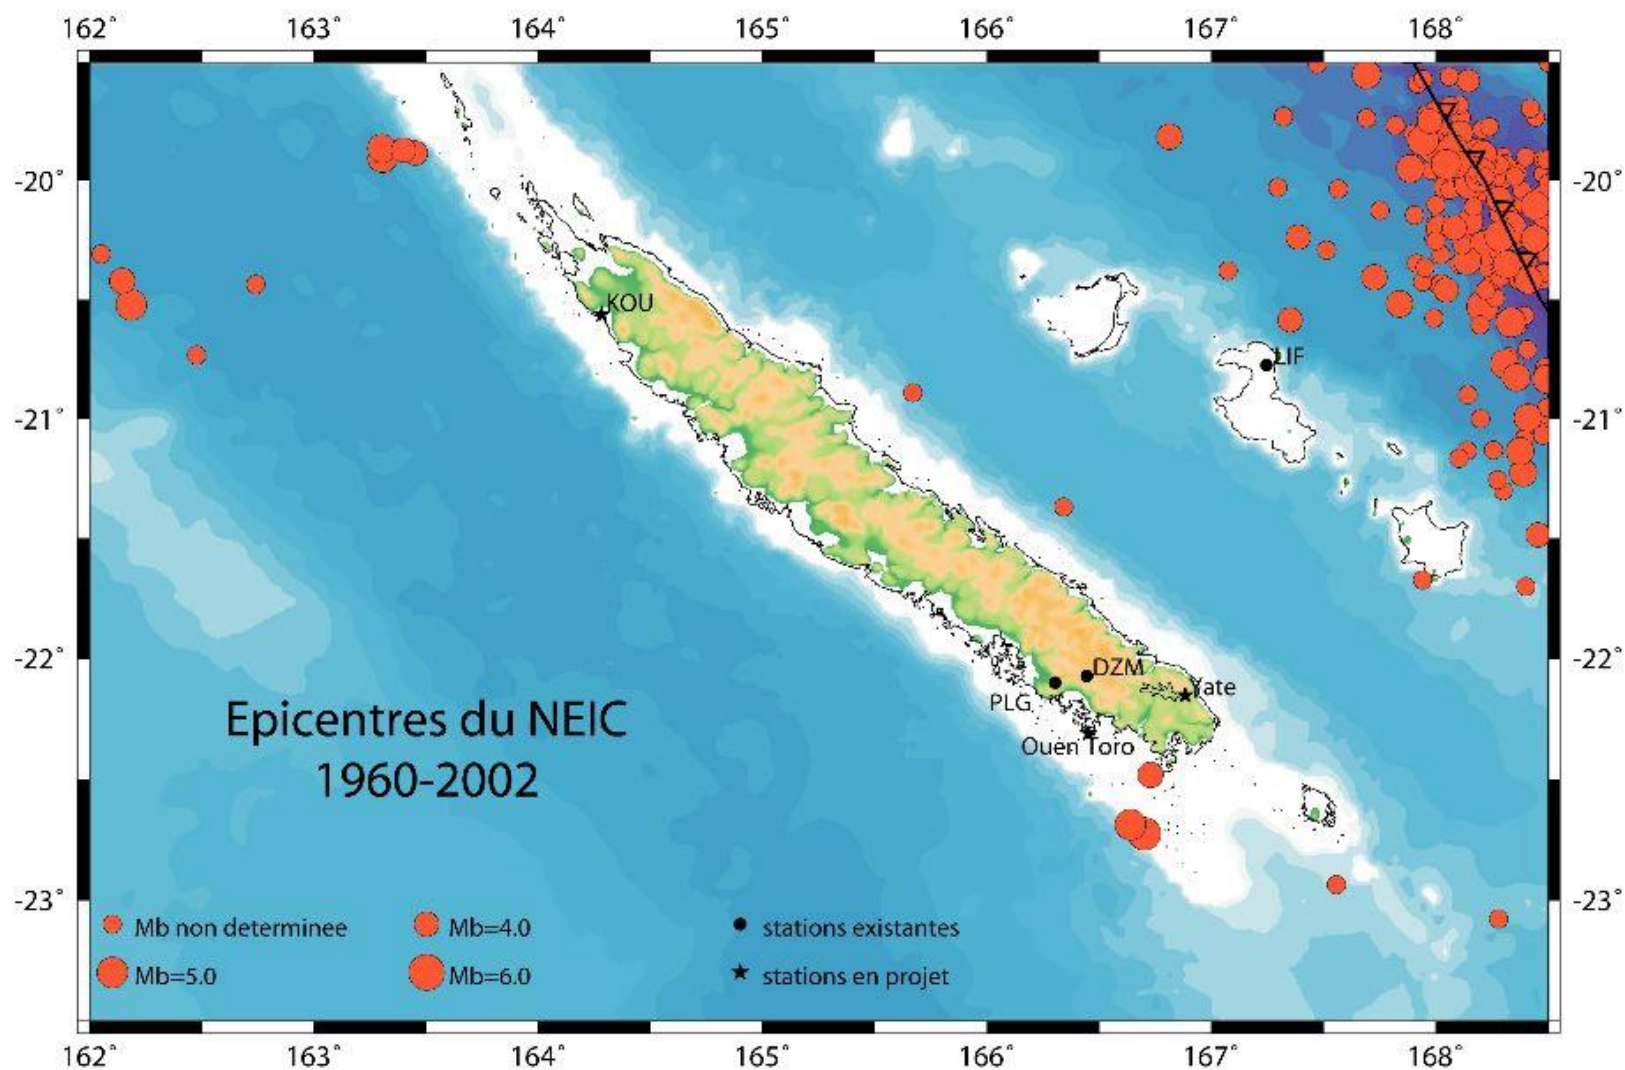 162° 163° 164° 165° 166° 167° 168°
-20° -20°
KOU
LIF
-21° -21°
-22° -22°
DZM
Yate
PLG
Ouen Toro
Epicentres du NEIC
1960-2002
-23° -23°
Mb non determinee Mb=4.0 stations existantes
Mb=5.0 Mb=6.0 stations en projet
162° 163° 164° 165° 166° 167° 168°